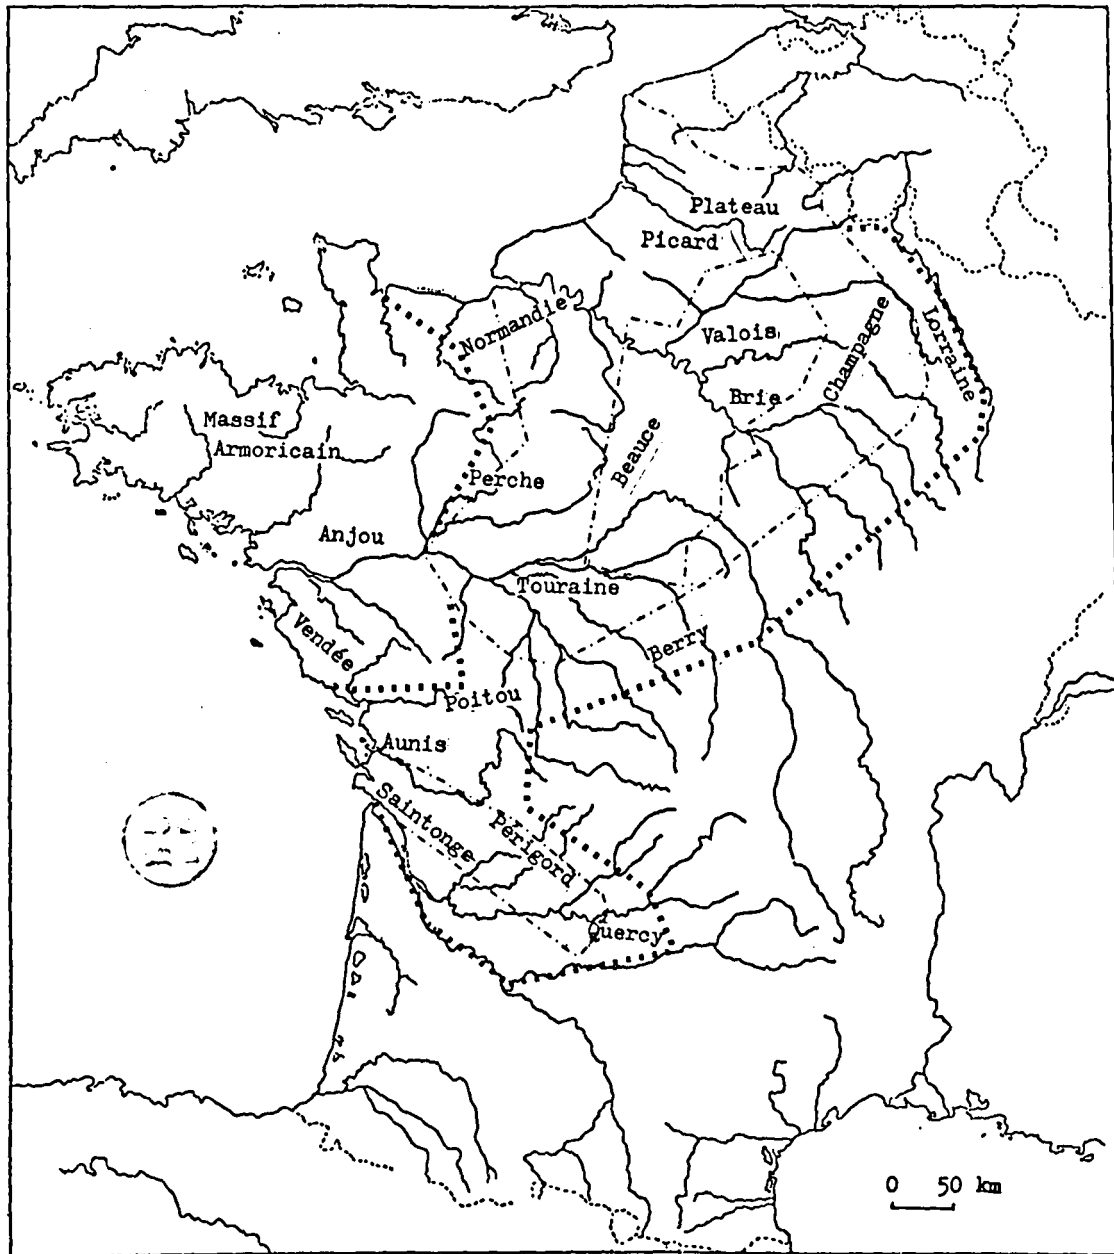 Plateau
Picard
Normandie
Valois
Champagne
Lorraine
Brie
Massif
Armoricain
Beauce
Perche
Anjou
Touraine
Vendée
Berry
Poitou
Aunis
Saintonge
Périgord
Quercy
0 50 km